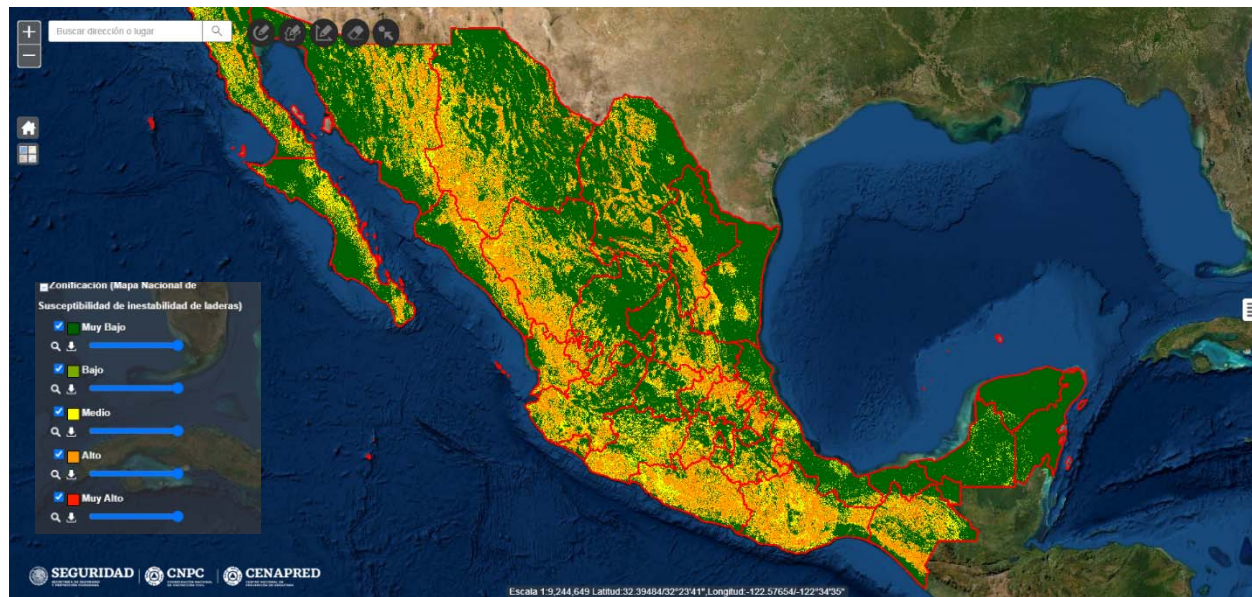 +
Buscar dirección o lugar
−
Zonificación (Mapa Nacional de
Susceptibilidad de inestabilidad de laderas)
Muy Bajo
Bajo
Medio
Alto
Muy Alto
SEGURIDAD
CNPC
CENAPRED
Escala 1:9,244,649 Latitud:32.39484/32°23'41",Longitud:-122.57654/-122°34'35"